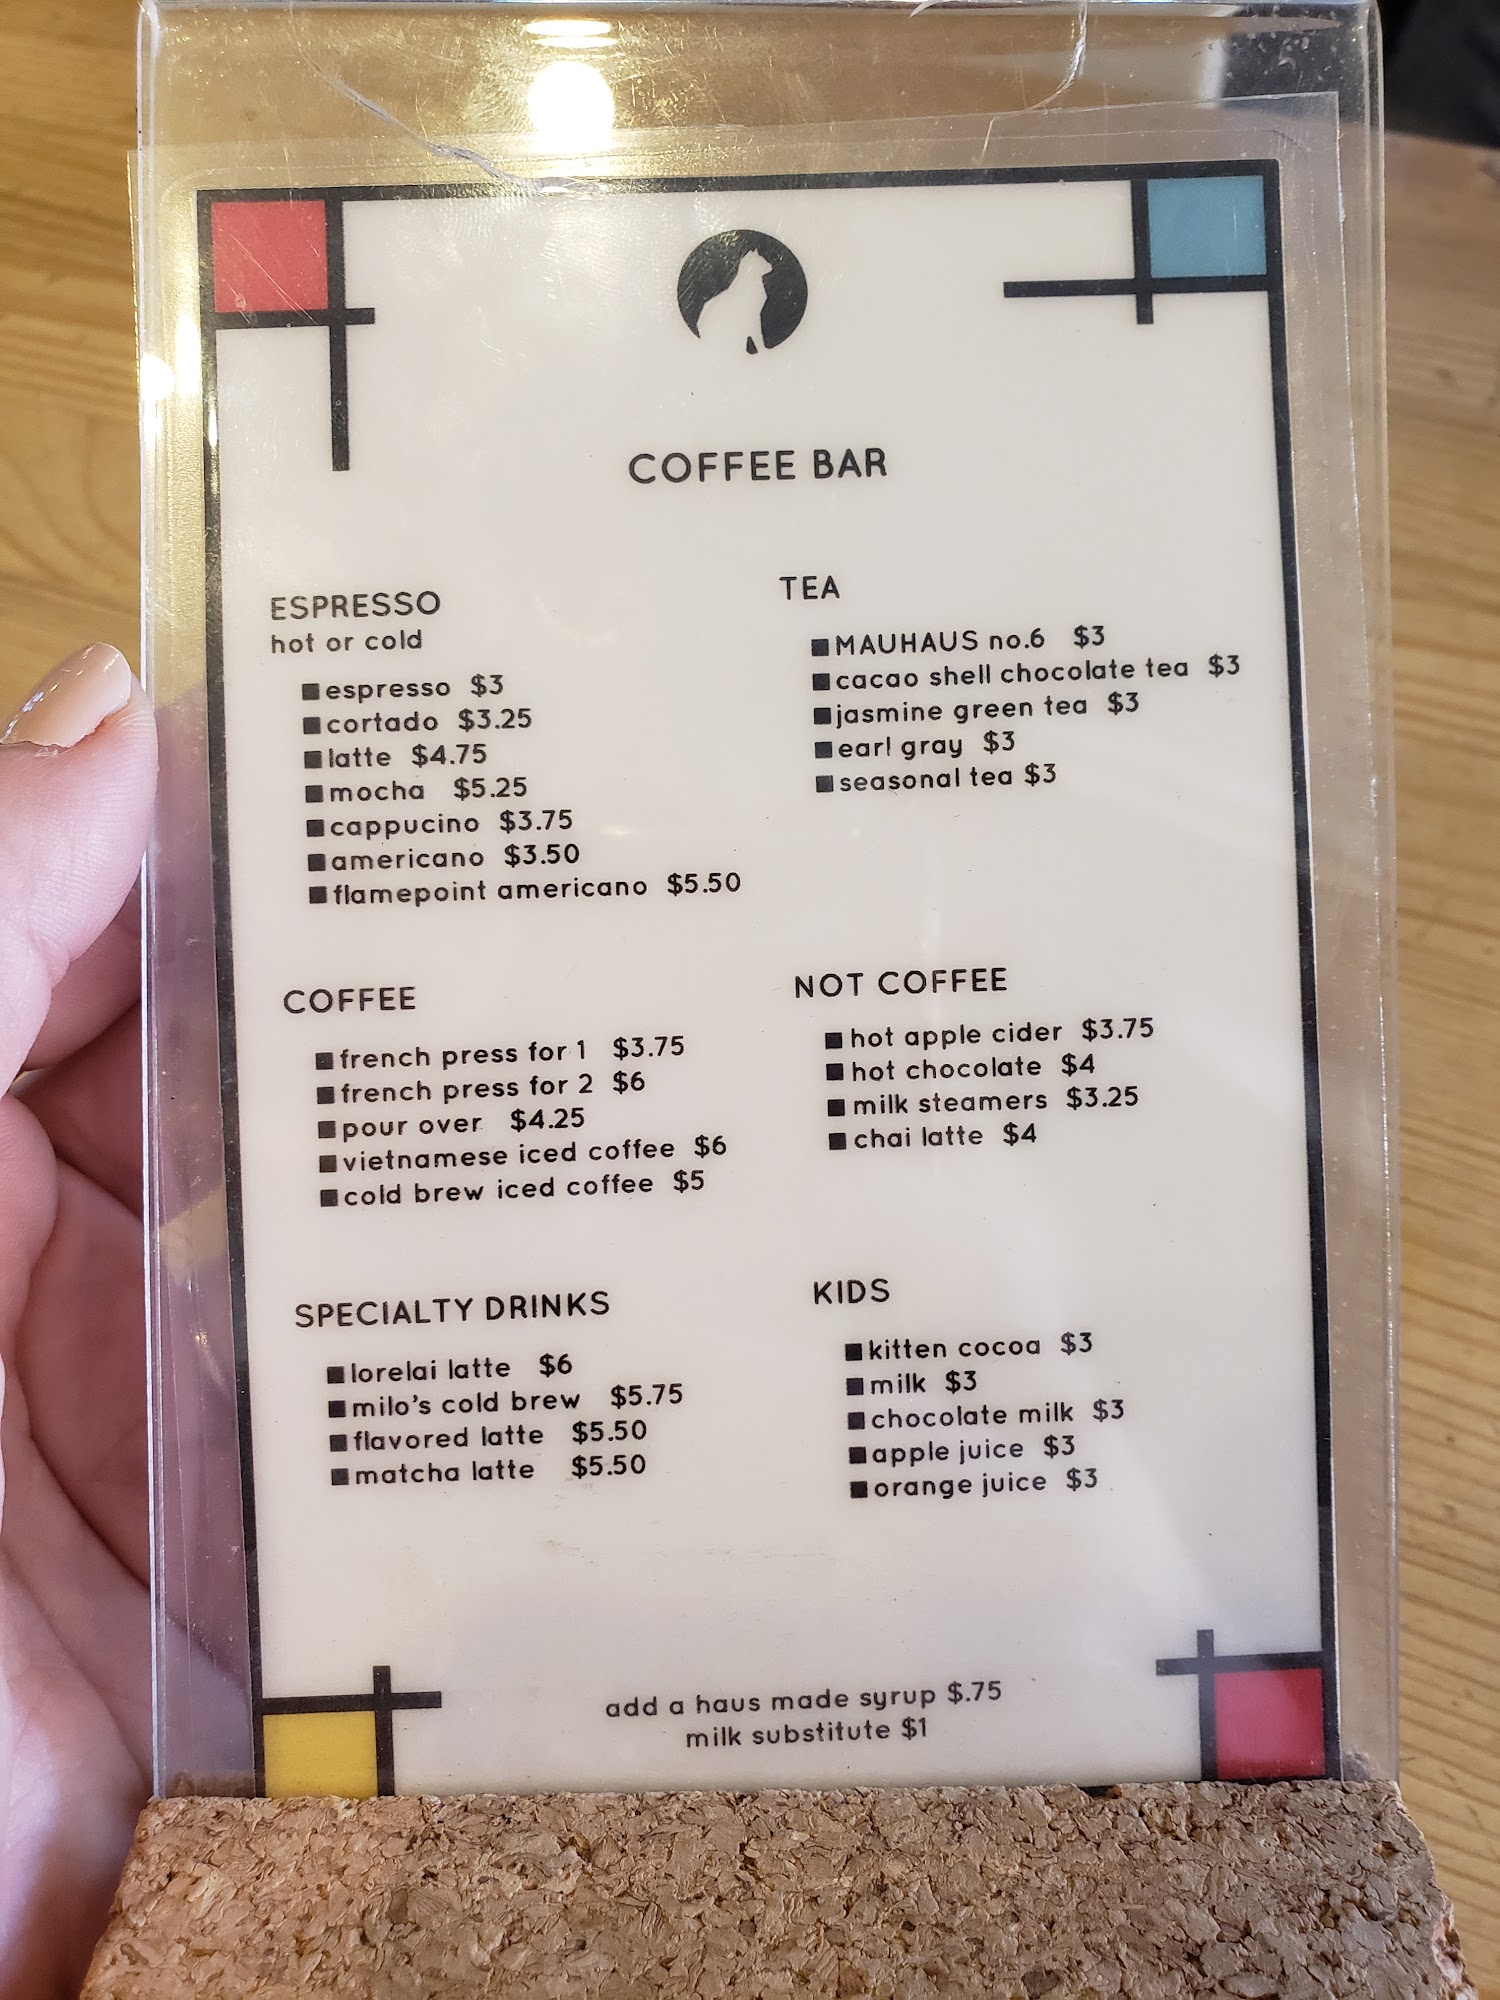 COFFEE BAR
ESPRESSO
hot or cold
espresso $3
cortado $3.25
latte $4.75
mocha $5.25
cappucino $3.75
americano $3.50
flamepoint americano $5.50
COFFEE
french press for 1 $3.75
french press for 2 $6
pour over $4.25
vietnamese iced coffee $6
cold brew iced coffee $5
SPECIALTY DRINKS
lorelai latte $6
milo's cold brew $5.75
flavored latte $5.50
matcha latte $5.50
TEA
MAUHAUS no.6 $3
cacao shell chocolate tea $3
jasmine green tea $3
earl gray $3
seasonal tea $3
NOT COFFEE
hot apple cider $3.75
hot chocolate $4
milk steamers $3.25
chai latte $4
KIDS
kitten cocoa $3
milk $3
chocolate milk $3
apple juice $3
orange juice $3
add a haus made syrup $.75
milk substitute $1